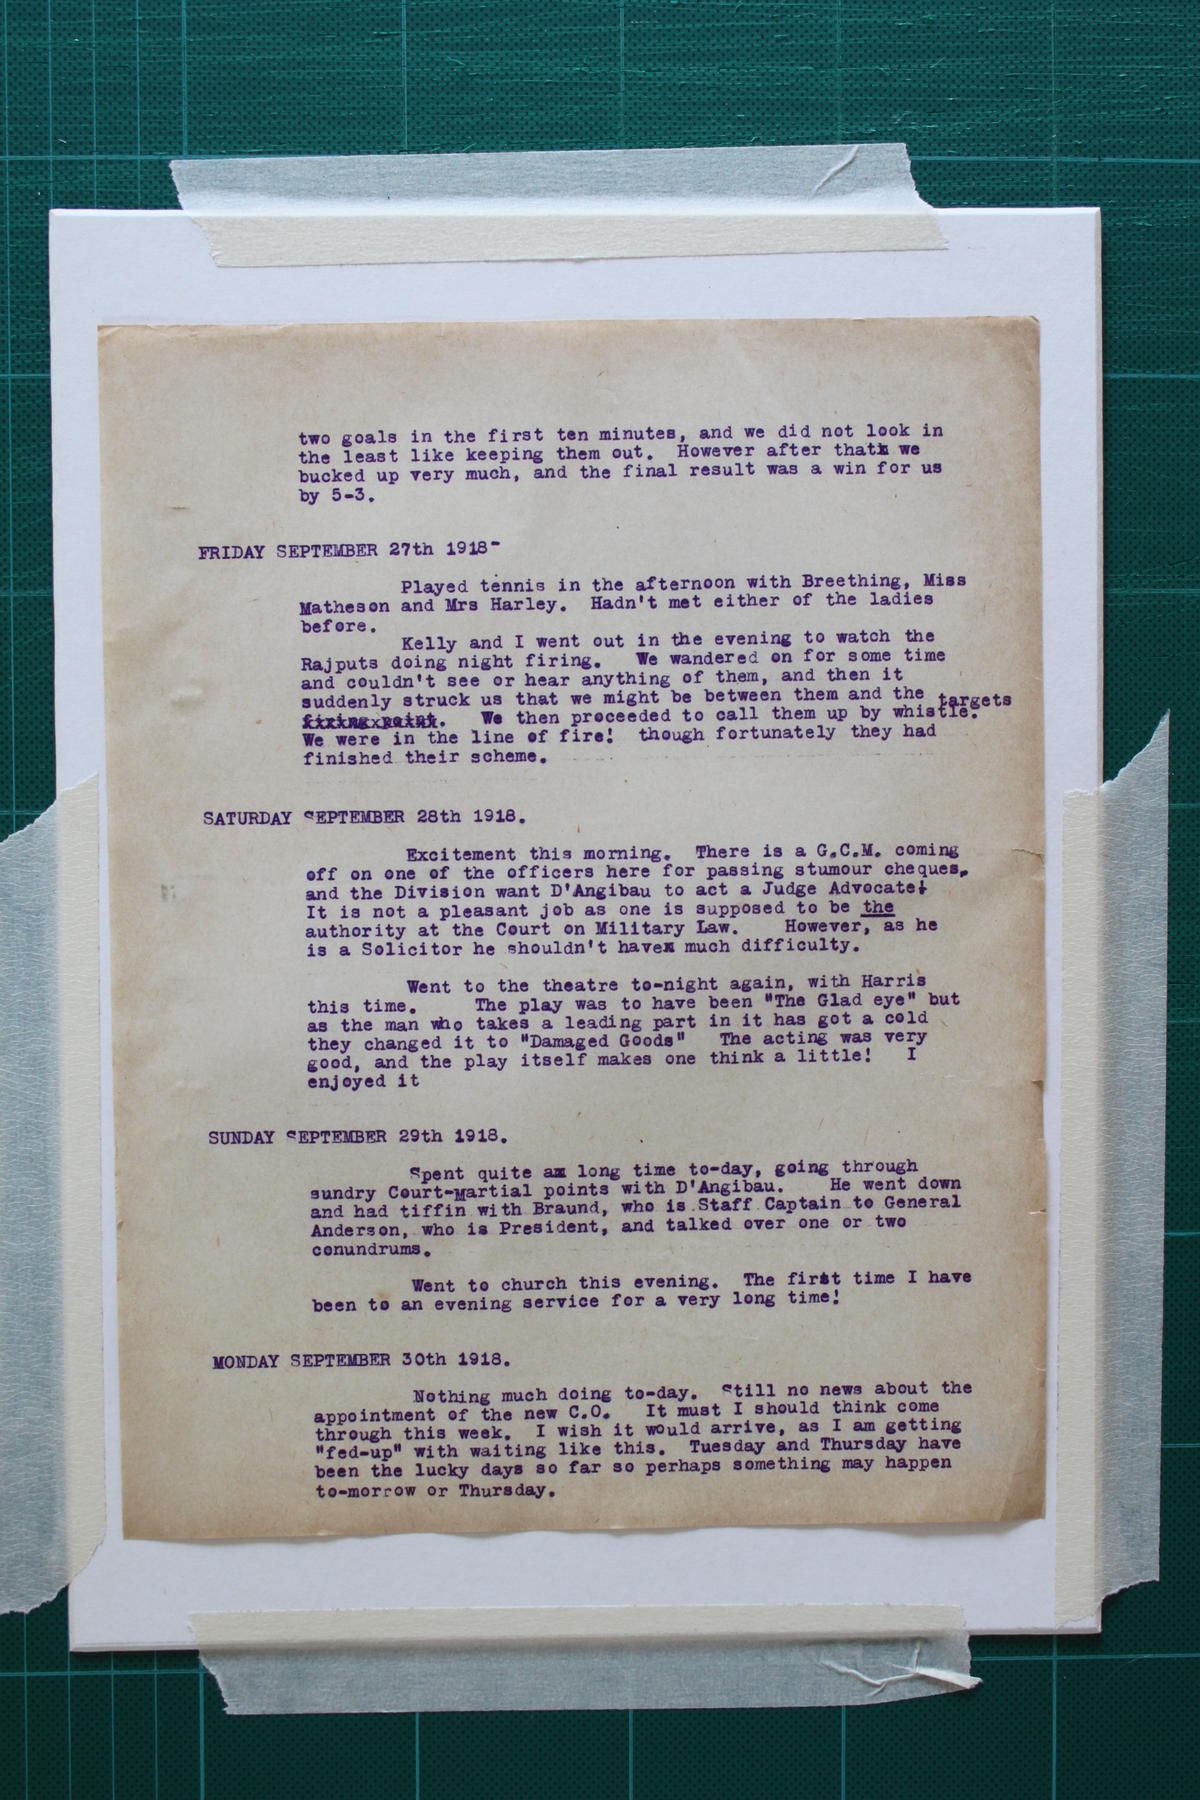 two goals in the first ten minutes, and we did not look in
the least like keeping them out. However after thatx we
bucked up very much, and the final result was a win for us
by 5-3.
FRIDAY SEPTEMBER 27th 1918-
Played tennis in the afternoon with Breething, Miss
Matheson and Mrs Harley. Hadn't met either of the ladies
before.
Kelly and I went out in the evening to watch the
Rajputs doing night firing. We wandered on for some time
and couldn't see or hear anything of them, and then it
suddenly struck us that we might be between them and the targets
firing point. We then proceeded to call them up by whistle.
We were in the line of fire! though fortunately they had
finished their scheme.
SATURDAY SEPTEMBER 28th 1918.
Excitement this morning. There is a G.C.M. coming
off on one of the officers here for passing stumour cheques,
and the Division want D'Angibau to act a Judge Advocate!
It is not a pleasant job as one is supposed to be the
authority at the Court on Military Law. However, as he
is a Solicitor he shouldn't havex much difficulty.
Went to the theatre to-night again, with Harris
this time. The play was to have been "The Glad eye" but
as the man who takes a leading part in it has got a cold
they changed it to "Damaged Goods" The acting was very
good, and the play itself makes one think a little! I
enjoyed it
SUNDAY SEPTEMBER 29th 1918.
Spent quite ax long time to-day, going through
sundry Court-Martial points with D'Angibau. He went down
and had tiffin with Braund, who is Staff Captain to General
Anderson, who is President, and talked over one or two
conundrums.
Went to church this evening. The first time I have
been to an evening service for a very long time!
MONDAY SEPTEMBER 30th 1918.
Nothing much doing to-day. Still no news about the
appointment of the new C.O. It must I should think come
through this week. I wish it would arrive, as I am getting
"fed-up" with waiting like this. Tuesday and Thursday have
been the lucky days so far so perhaps something may happen
to-morrow or Thursday.